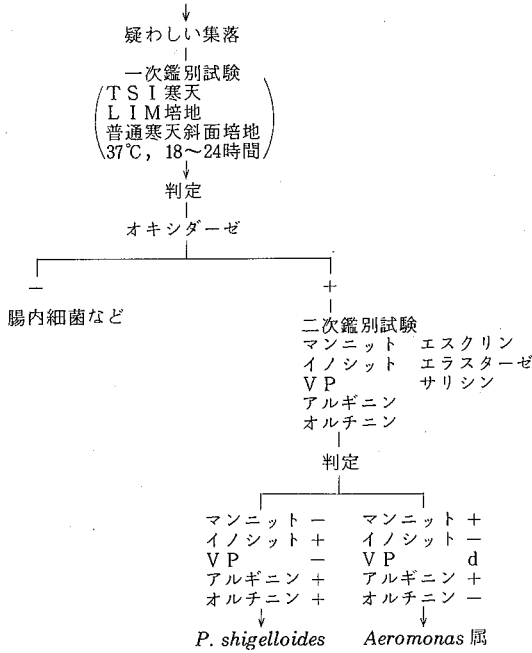 疑わしい集落
一次鑑別試験
TSI寒天
LIM培地
普通寒天斜面培地
37℃, 18~24時間
判定
オキシダーゼ
− +
腸内細菌など
二次鑑別試験
マンニット エスクリン
イノシット エラスターゼ
VP サリシン
アルギニン
オルチニン
判定
マンニット − マンニット +
イノシット + イノシット −
VP − VP d
アルギニン + アルギニン +
オルチニン + オルチニン −
P. shigelloides Aeromonas 属